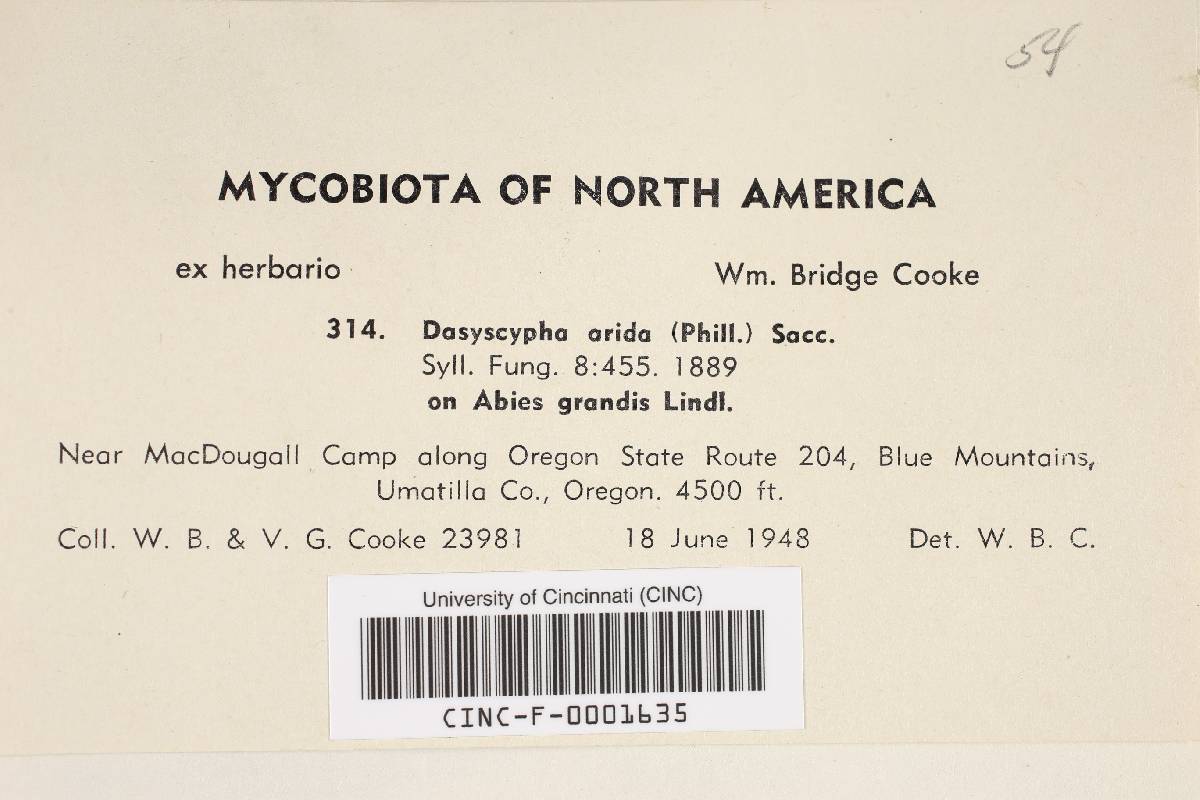 54
MYCOBIOTA OF NORTH AMERICA
ex herbario Wm. Bridge Cooke
314. Dasyscypha arida (Phill.) Sacc.
Syll. Fung. 8:455. 1889
on Abies grandis Lindl.
Near MacDougall Camp along Oregon State Route 204, Blue Mountains,
Umatilla Co., Oregon. 4500 ft.
Coll. W. B. & V. G. Cooke 23981 18 June 1948 Det. W. B. C.
University of Cincinnati (CINC)
CINC-F-0001635